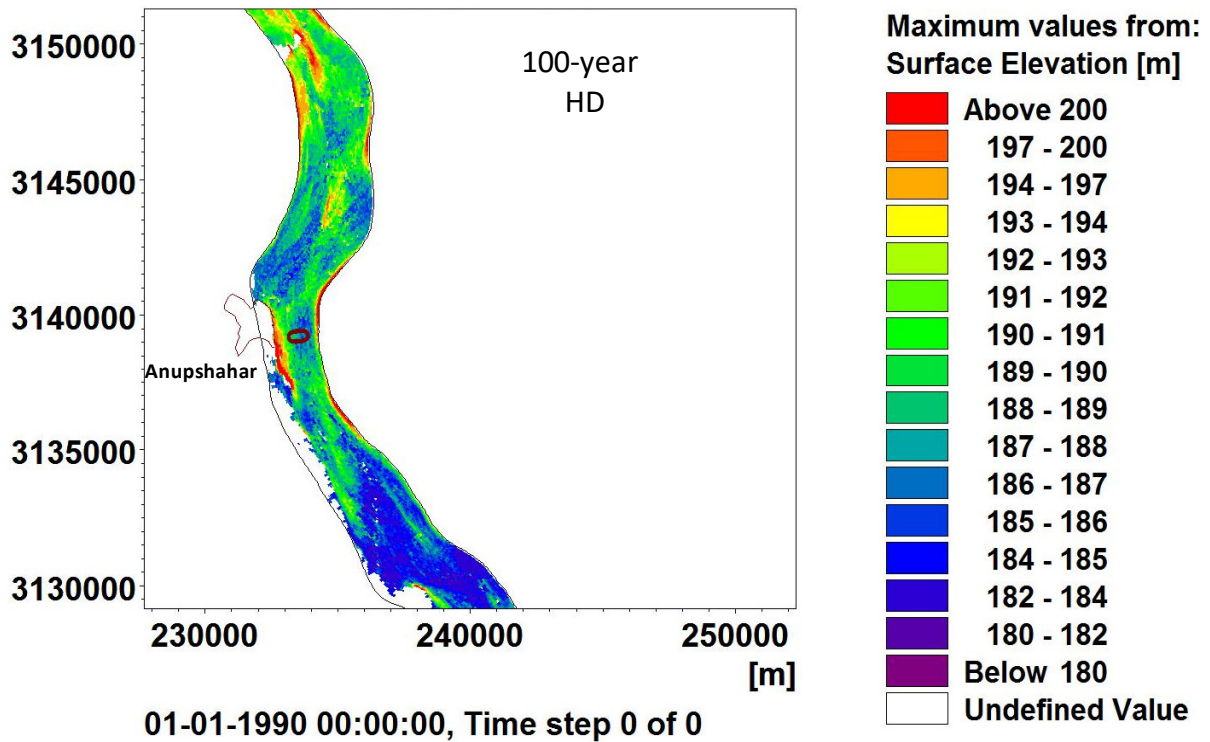 3150000
3145000
3140000
3135000
3130000
100-year
HD
Anupshahar
230000
240000
250000
[m]
01-01-1990 00:00:00, Time step 0 of 0
Maximum values from:
Surface Elevation [m]
Above 200
197 - 200
194 - 197
193 - 194
192 - 193
191 - 192
190 - 191
189 - 190
188 - 189
187 - 188
186 - 187
185 - 186
184 - 185
182 - 184
180 - 182
Below 180
Undefined Value